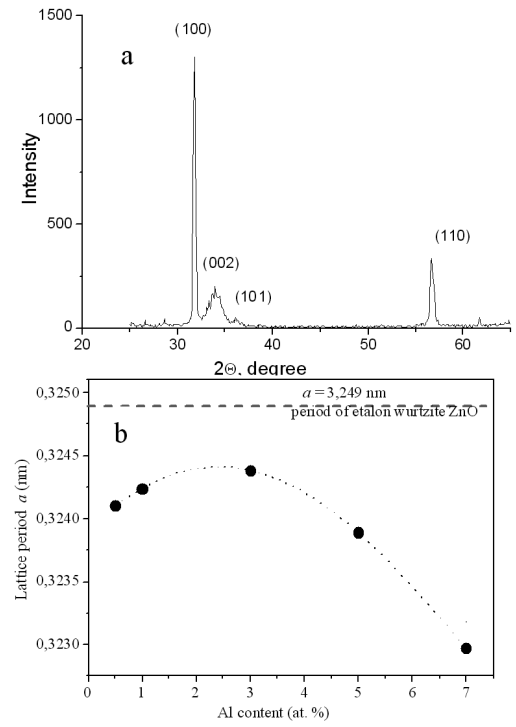 1500
(100)
a
1000
Intensity
500
(002)
(101)
(110)
0
20 30 40 50 60
2Θ, degree
0,3250
a = 3,249 nm
period of etalon wurtzite ZnO
b
0,3245
0,3240
Lattice period a (nm)
0,3235
0,3230
0 1 2 3 4 5 6 7
Al content (at. %)